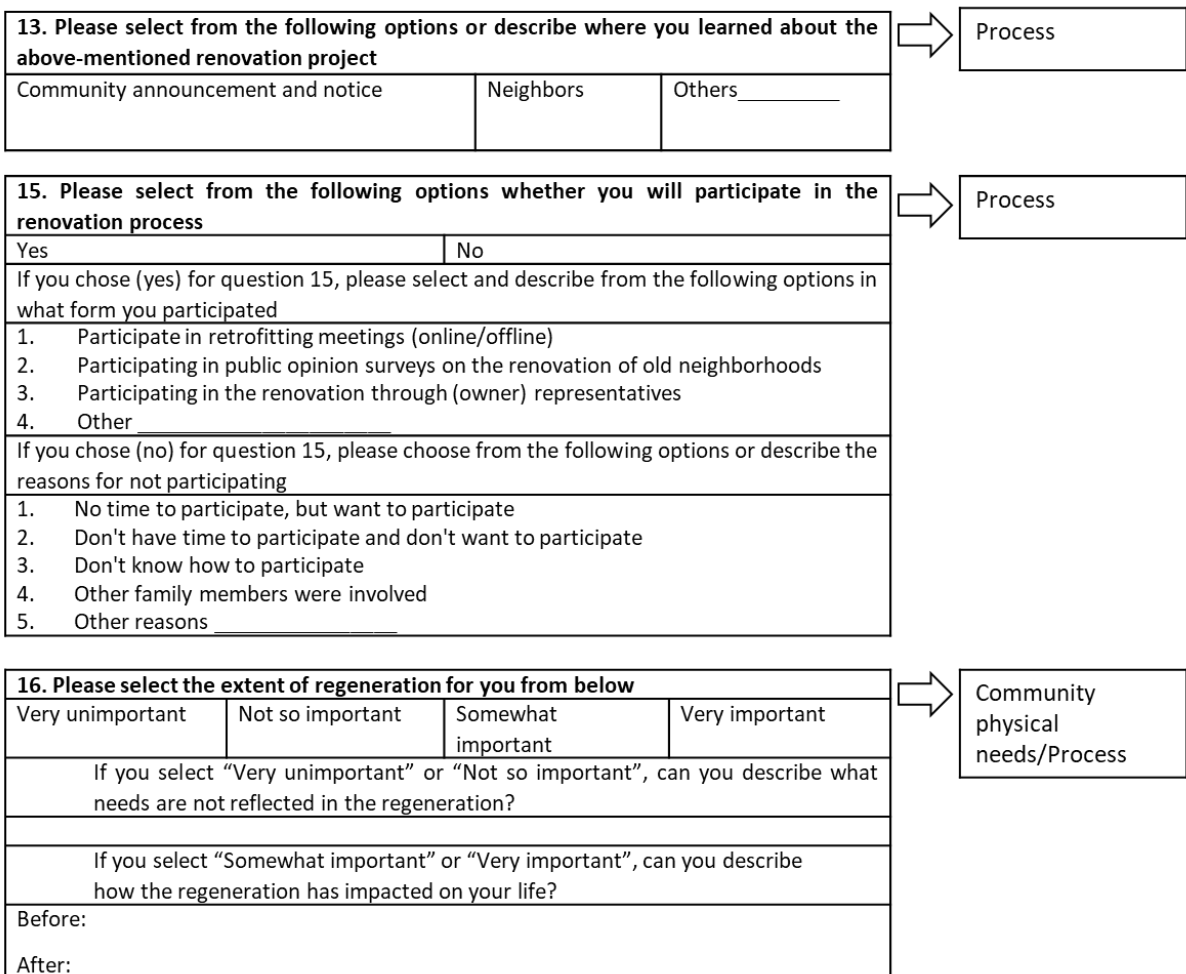 13. Please select from the following options or describe where you learned about the
above-mentioned renovation project
Process
Community announcement and notice Neighbors Others_________
15. Please select from the following options whether you will participate in the
renovation process
Process
Yes No
If you chose (yes) for question 15, please select and describe from the following options in
what form you participated
1. Participate in retrofitting meetings (online/offline)
2. Participating in public opinion surveys on the renovation of old neighborhoods
3. Participating in the renovation through (owner) representatives
4. Other ______________________
If you chose (no) for question 15, please choose from the following options or describe the
reasons for not participating
1. No time to participate, but want to participate
2. Don't have time to participate and don't want to participate
3. Don't know how to participate
4. Other family members were involved
5. Other reasons ________________
16. Please select the extent of regeneration for you from below
Community
physical
needs/Process
Very unimportant Not so important Somewhat
important Very important
If you select “Very unimportant” or “Not so important”, can you describe what
needs are not reflected in the regeneration?
If you select “Somewhat important” or “Very important”, can you describe
how the regeneration has impacted on your life?
Before:
After: